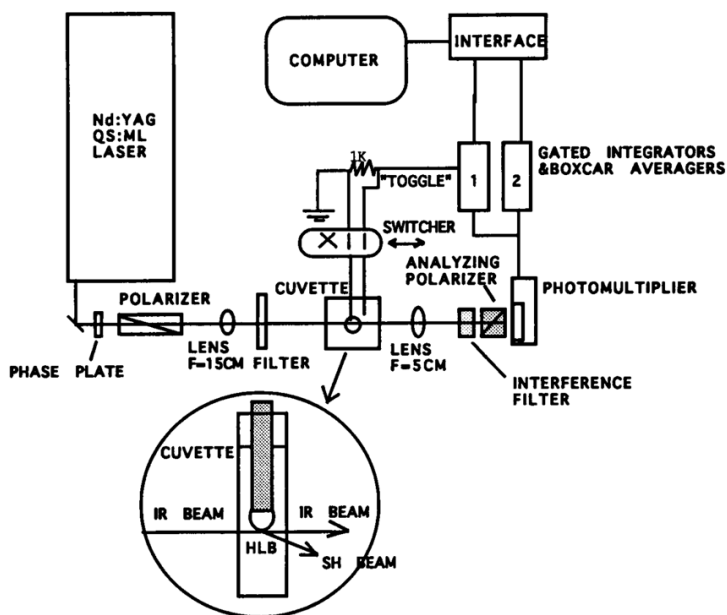 COMPUTER
INTERFACE
Nd:YAG
QS:ML
LASER
1K
"TOGGLE"
1
2
GATED INTEGRATORS
&BOXCAR AVERAGERS
SWITCHER
ANALYZING
POLARIZER
PHOTOMULTIPLIER
POLARIZER
CUVETTE
PHASE PLATE
LENS
F=15CM
FILTER
LENS
F=5CM
INTERFERENCE
FILTER
CUVETTE
IR BEAM
IR BEAM
HLB
SH BEAM